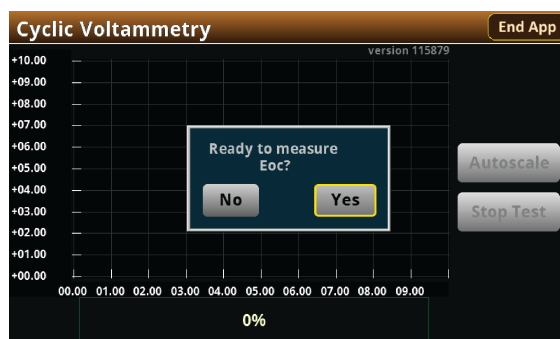 Cyclic Voltammetry
End App
version 115879
+10.00
+09.00
+08.00
+07.00
+06.00
+05.00
+04.00
+03.00
+02.00
+01.00
+00.00
Ready to measure
Eoc?
No
Yes
Autoscale
Stop Test
00.00 01.00 02.00 03.00 04.00 05.00 06.00 07.00 08.00 09.00
0%